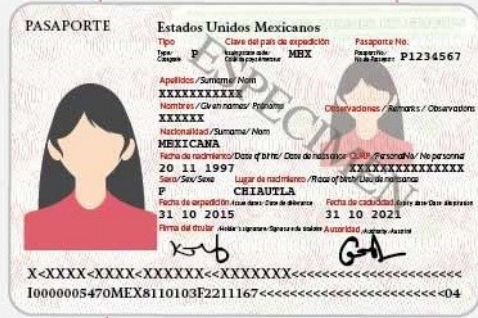 PASAPORTE
Estados Unidos Mexicanos
Tipo Clave del país de expedición Pasaporte No.
P MEX P1234567
Apellidos / Surname / Nom
XXXXXXXXXXX
Nombres / Given names / Prénoms
XXXXXX
Observaciones / Remarks / Observations
Nacionalidad / Surname / Nom
MEXICANA
Fecha de nacimiento / Date of birth / Date de naissance CURP / Personal No / No personnel
20 11 1997 XXXXXXXXXXXXXXX
Sexo / Sex / Sexe Lugar de nacimiento / Place of birth / Lieu de naissance
P CHIAUTLA
Fecha de expedición Fecha de caducidad
31 10 2015 31 10 2021
Firma del titular Autoridad
ESPECIMEN
X<XXXX<XXXX<XXXXXX<<XXXXXXX<<<<<<<<<<<<<<<<<<<<<<<<
I0000005470MEX8110103F2211167<<<<<<<<<<<<<<<<<<<<<<<<04